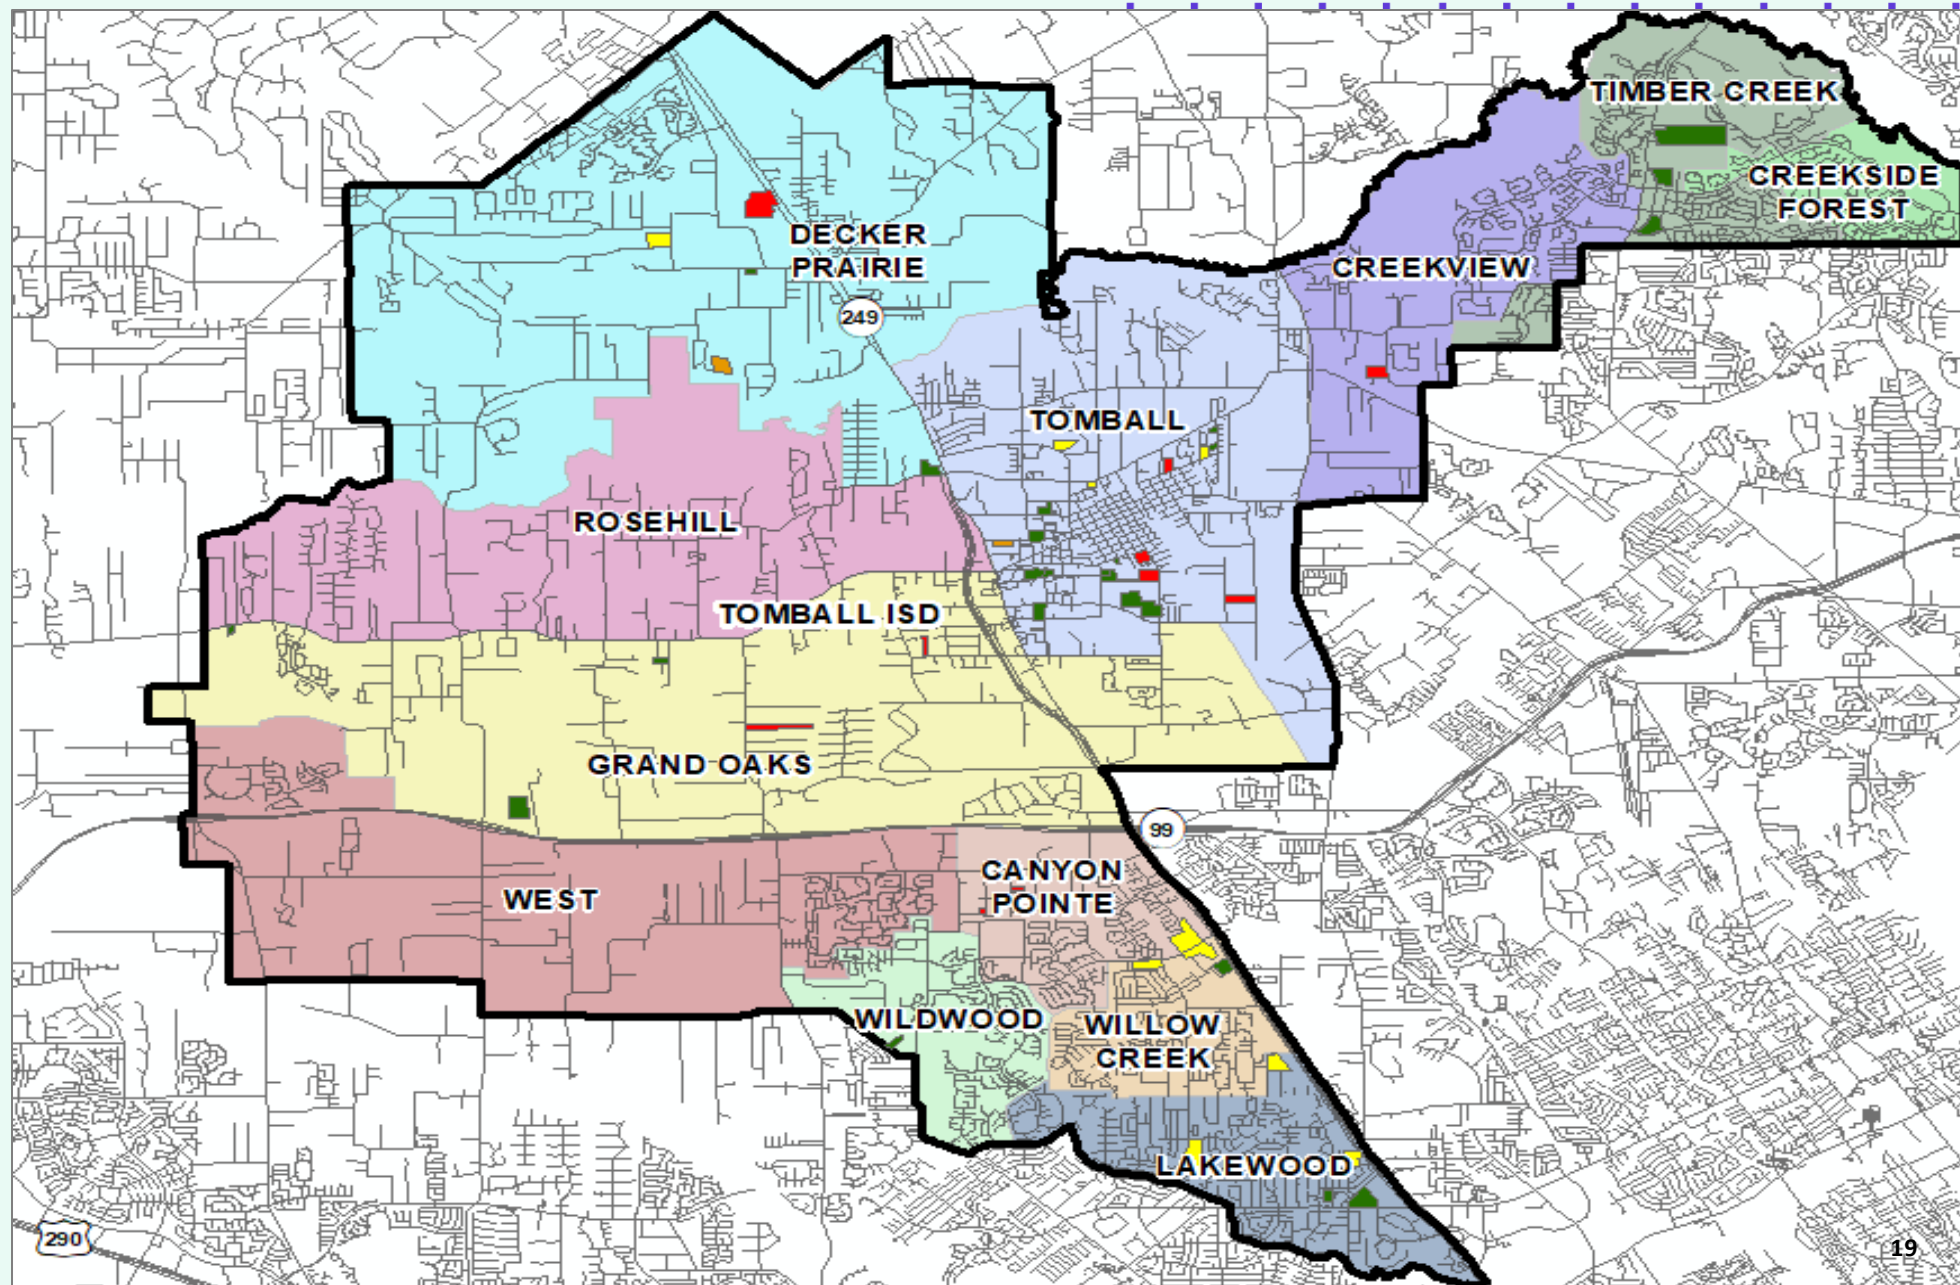 TIMBER CREEK
CREEKSIDE
FOREST
DECKER
PRAIRIE
CREEKVIEW
249
TOMBALL
ROSEHILL
TOMBALL ISD
GRAND OAKS
99
CANYON
POINTE
WEST
WILDWOOD
WILLOW
CREEK
LAKEWOOD
290
19